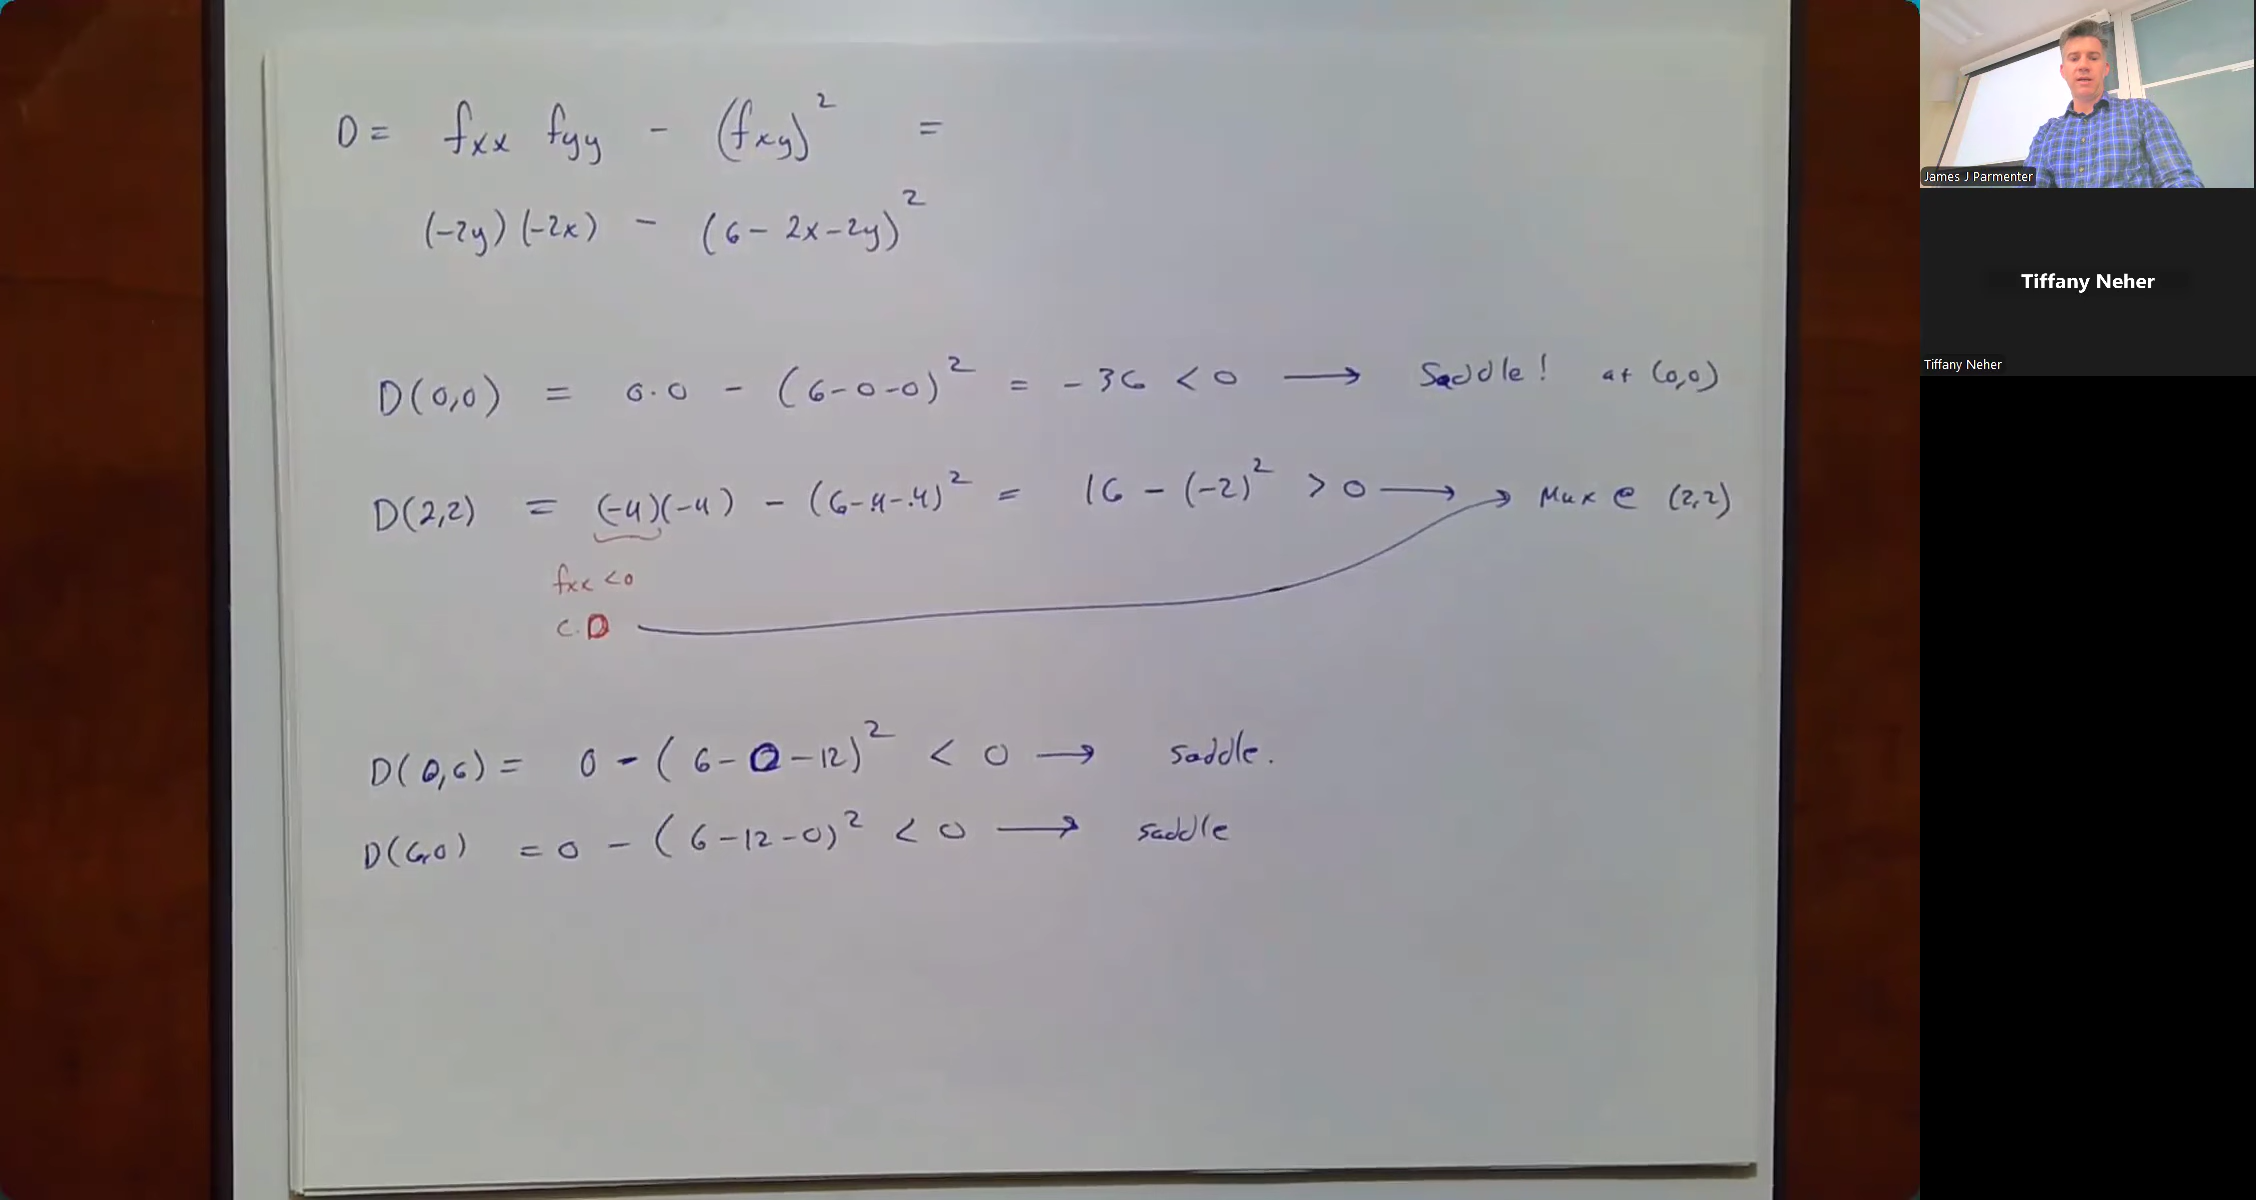 D = fxx fyy - (fxy)² =
(-2y)(-2x) - (6 - 2x - 2y)²
D(0,0) = 0·0 - (6-0-0)² = -36 < 0 → Saddle! at (0,0)
D(2,2) = (-4)(-4) - (6-4-4)² = 16 - (-2)² > 0 → → Max @ (2,2)
fxx < 0
C.D
D(0,6) = 0 - (6-0-12)² < 0 → saddle.
D(6,0) = 0 - (6-12-0)² < 0 → saddle
James J Parmenter
Tiffany Neher
Tiffany Neher